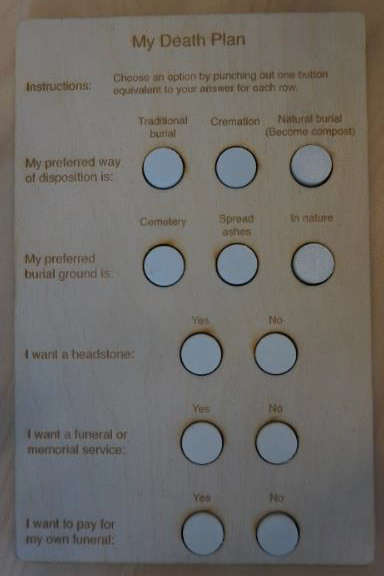 My Death Plan
Instructions:
Choose an option by punching out one button
equivalent to your answer for each row.
Traditional
burial
Cremation
Natural burial
(Become compost)
My preferred way
of disposition is:
Cemetery
Spread
ashes
In nature
My preferred
burial ground is:
Yes
No
I want a headstone:
Yes
No
I want a funeral or
memorial service:
Yes
No
I want to pay for
my own funeral: